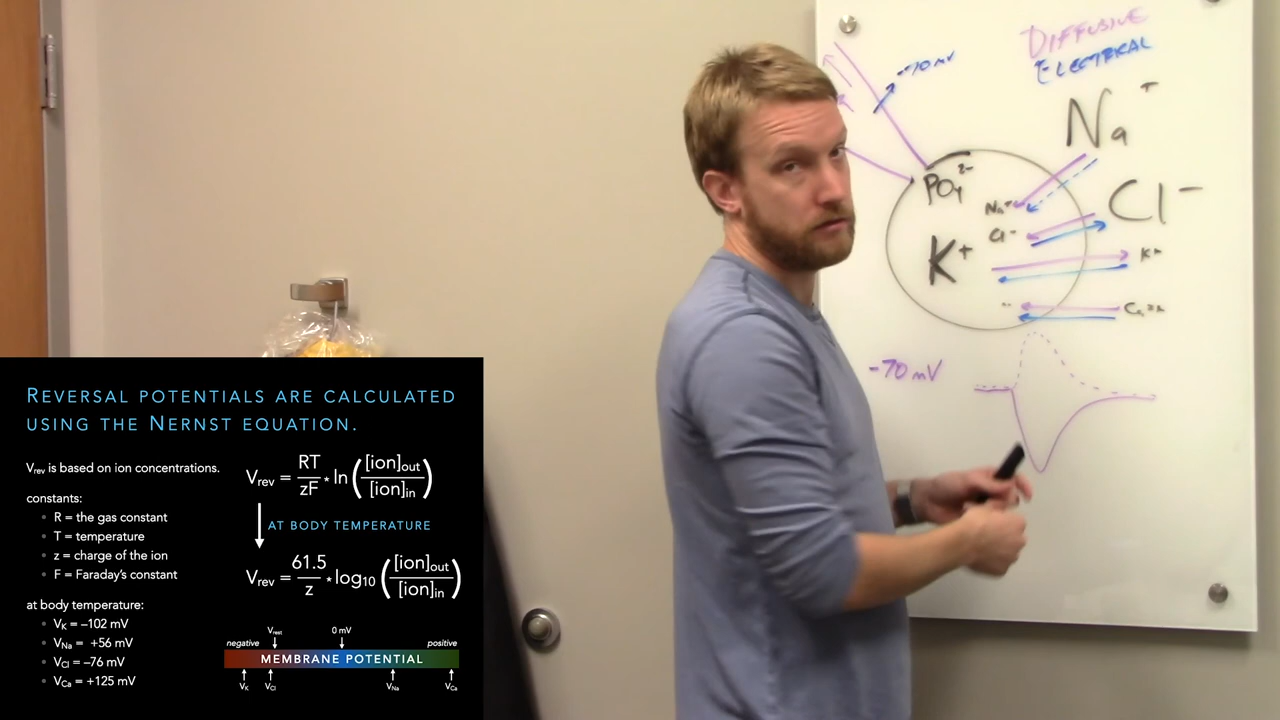 DIFFUSIVE
ELECTRICAL
-70 mV
Na⁺
PO₄²⁻
Na⁺
Cl⁻
Cl⁻
K⁺
K⁺
Ca⁺²
-70 mV
REVERSAL POTENTIALS ARE CALCULATED
USING THE NERNST EQUATION.
Vrev is based on ion concentrations.
constants:
• R = the gas constant
• T = temperature
• z = charge of the ion
• F = Faraday's constant
at body temperature:
• VK = –102 mV
• VNa = +56 mV
• VCl = –76 mV
• VCa = +125 mV
Vrev = RT/zF * ln([ion]out/[ion]in)
AT BODY TEMPERATURE
Vrev = 61.5/z * log10([ion]out/[ion]in)
Vrest 0 mV
negative positive
MEMBRANE POTENTIAL
VK VCl VNa VCa